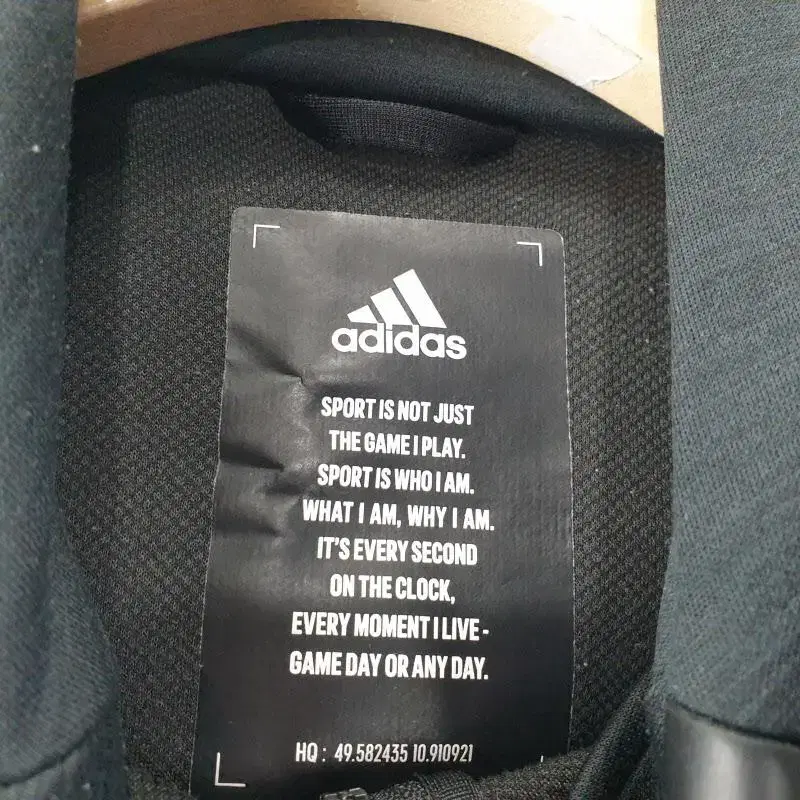 adidas
SPORT IS NOT JUST
THE GAME I PLAY.
SPORT IS WHO I AM.
WHAT I AM, WHY I AM.
IT'S EVERY SECOND
ON THE CLOCK,
EVERY MOMENT I LIVE -
GAME DAY OR ANY DAY.
HQ : 49.582435 10.910921